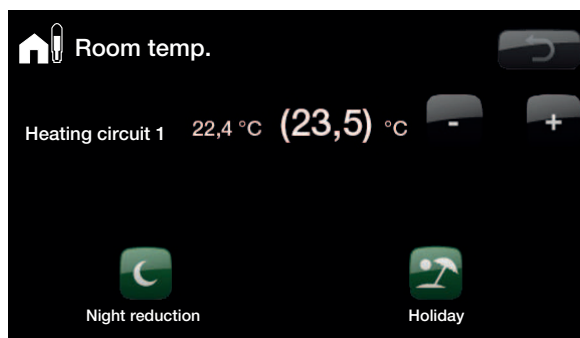 Room temp.
Heating circuit 1 22,4 °C (23,5) °C - +
Night reduction Holiday